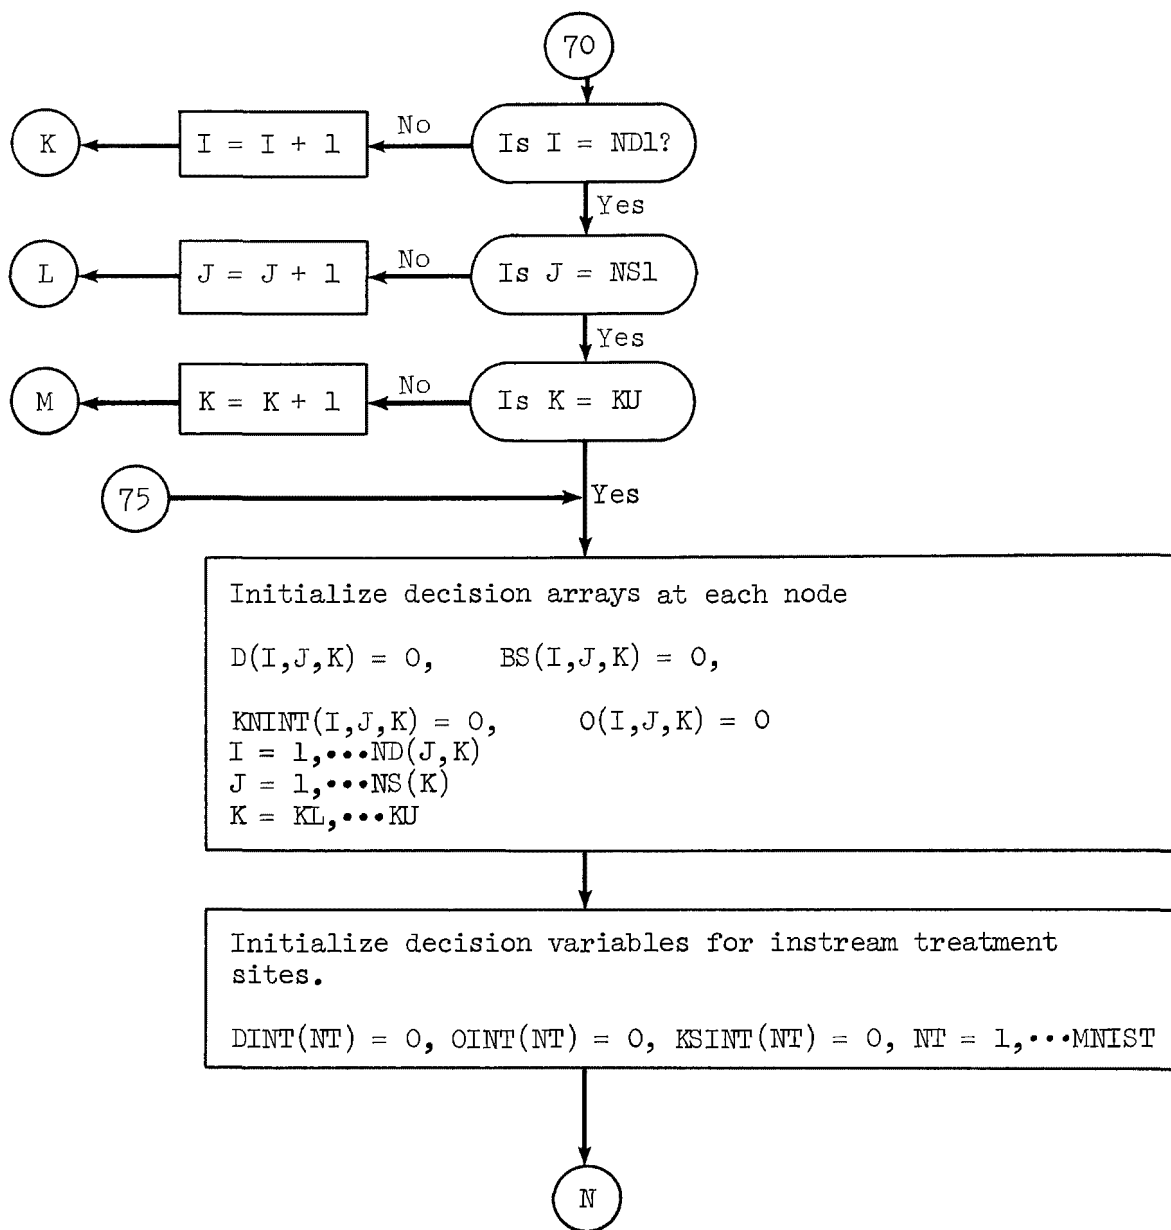 70
K
I = I + 1
No
Is I = ND1?
Yes
L
J = J + 1
No
Is J = NS1
Yes
M
K = K + 1
No
Is K = KU
75
Yes
Initialize decision arrays at each node
D(I,J,K) = 0, BS(I,J,K) = 0,
KNINT(I,J,K) = 0, O(I,J,K) = 0
I = 1,•••ND(J,K)
J = 1,•••NS(K)
K = KL,•••KU
Initialize decision variables for instream treatment
sites.
DINT(NT) = 0, OINT(NT) = 0, KSINT(NT) = 0, NT = 1,•••MNIST
N